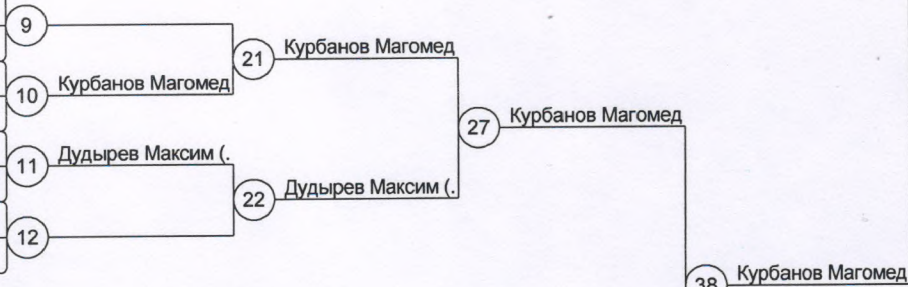 9
21 Курбанов Магомед
10 Курбанов Магомед
27 Курбанов Магомед
11 Дудырев Максим (.
22 Дудырев Максим (.
12
38 Курбанов Магомед